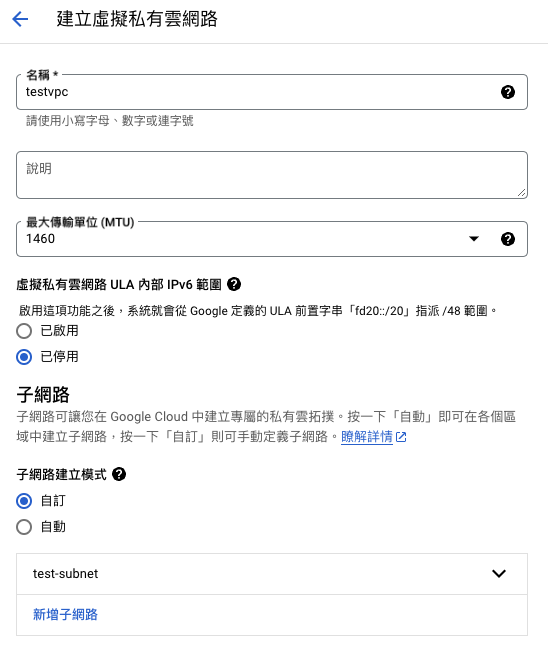 建立虛擬私有雲網路
名稱 *
testvpc
請使用小寫字母、數字或連字號
說明
最大傳輸單位 (MTU)
1460
虛擬私有雲網路 ULA 內部 IPv6 範圍
啟用這項功能之後，系統就會從 Google 定義的 ULA 前置字串「fd20::/20」指派 /48 範圍。
已啟用
已停用
子網路
子網路可讓您在 Google Cloud 中建立專屬的私有雲拓撲。按一下「自動」即可在各個區
域中建立子網路，按一下「自訂」則可手動定義子網路。瞭解詳情
子網路建立模式
自訂
自動
test-subnet
新增子網路